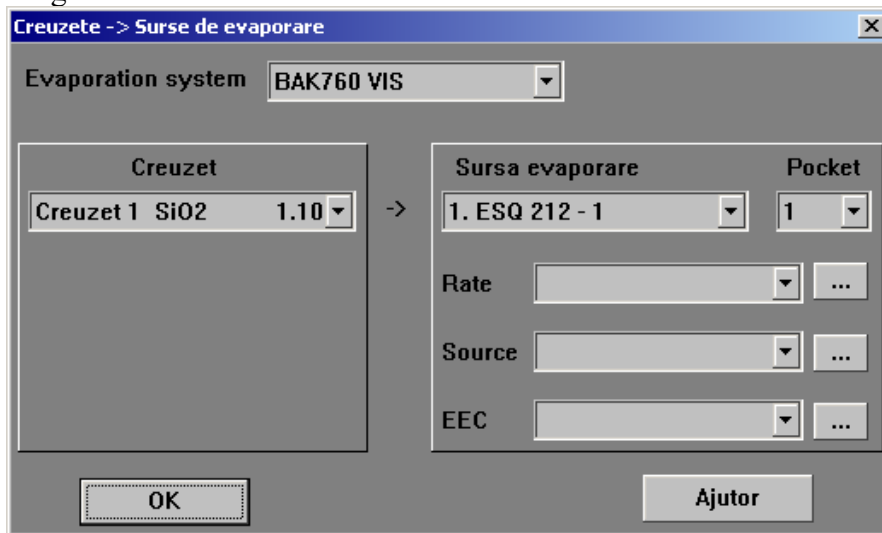 Creuzete -> Surse de evaporare
Evaporation system BAK760 VIS
Creuzet
Creuzet 1 SiO2 1.10
->
Sursa evaporare Pocket
1. ESQ 212 - 1 1
Rate ...
Source ...
EEC ...
OK Ajutor